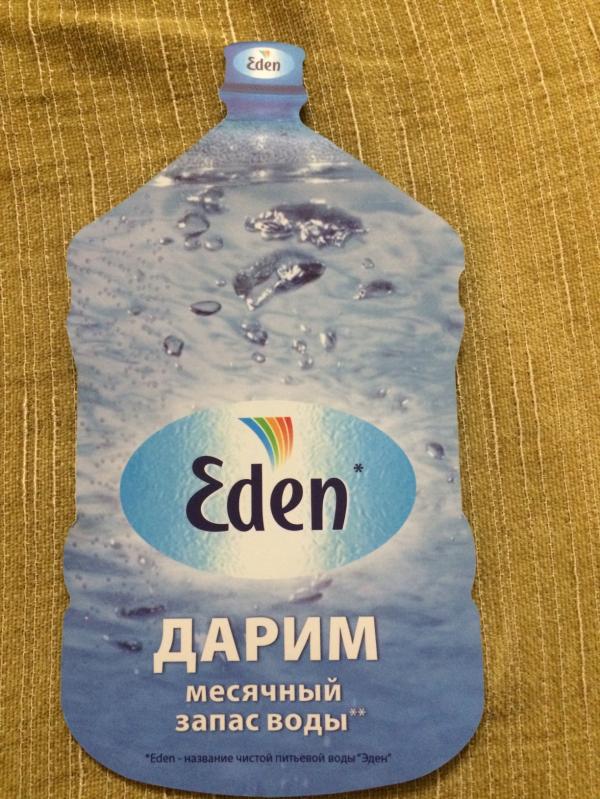 Eden
Eden*
ДАРИМ
месячный
запас воды**
*Eden - название чистой питьевой воды "Эден"